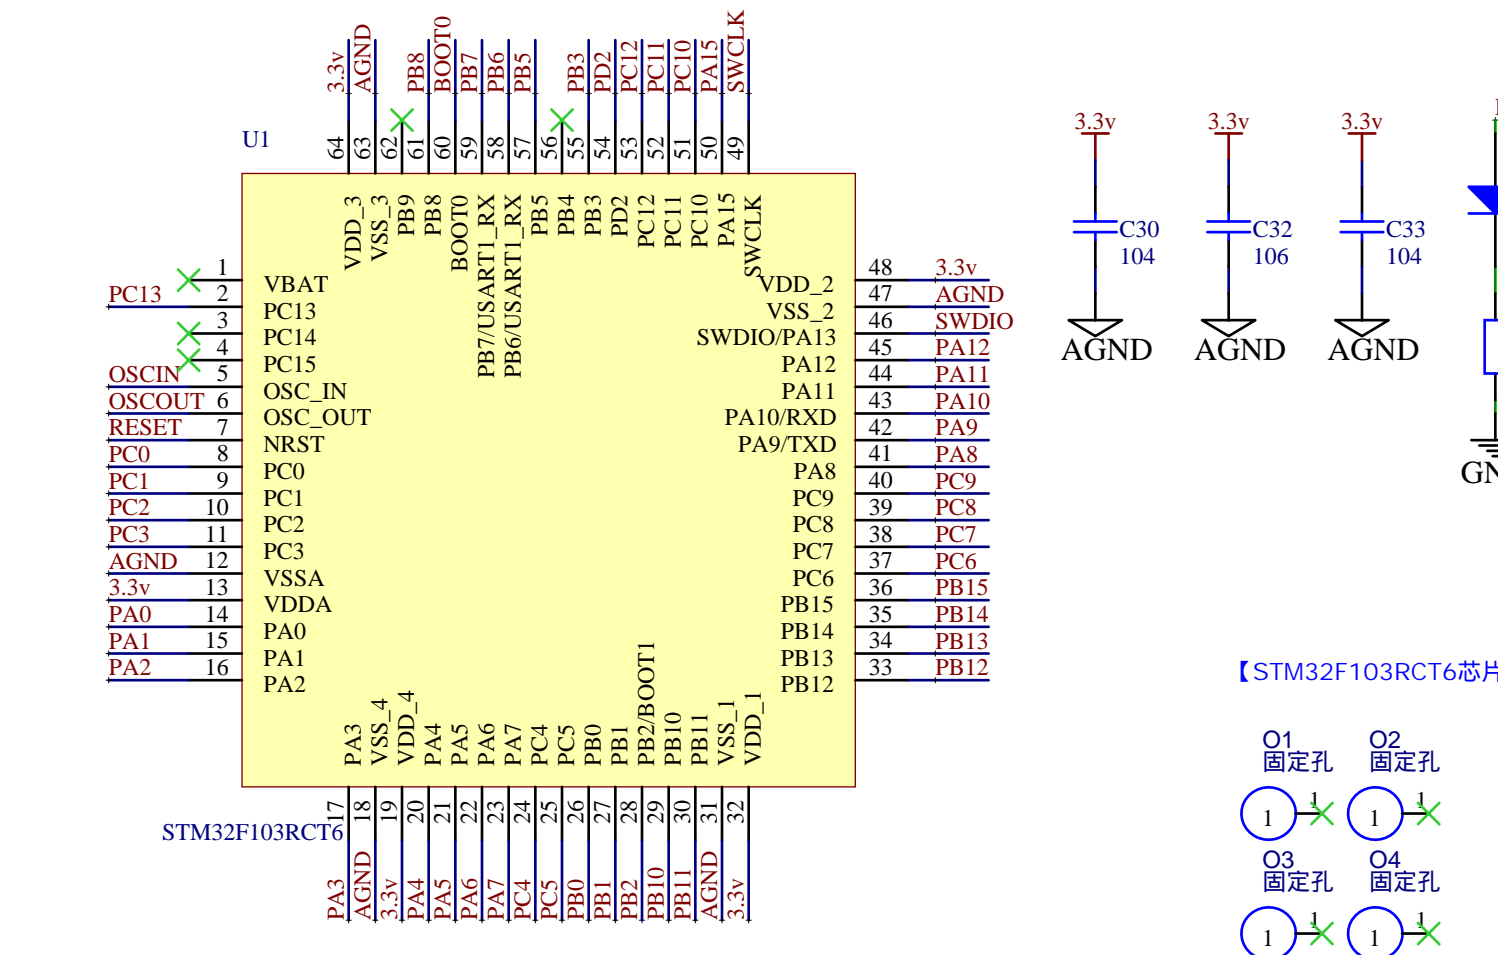 3.3v
AGND
PB8
BOOT0
PB7
PB6
PB5
PB3
PD2
PC12
PC11
PC10
PA15
SWCLK
U1
64
63
62
61
60
59
58
57
56
55
54
53
52
51
50
49
VDD_3
VSS_3
PB9
PB8
BOOT0
PB7/USART1_RX
PB6/USART1_RX
PB5
PB4
PB3
PD2
PC12
PC11
PC10
PA15
SWCLK
1 VBAT
PC13 2 PC13
3 PC14
4 PC15
OSCIN 5 OSC_IN
OSCOUT 6 OSC_OUT
RESET 7 NRST
PC0 8 PC0
PC1 9 PC1
PC2 10 PC2
PC3 11 PC3
AGND 12 VSSA
3.3v 13 VDDA
PA0 14 PA0
PA1 15 PA1
PA2 16 PA2
VDD_2 48 3.3v
VSS_2 47 AGND
SWDIO/PA13 46 SWDIO
PA12 45 PA12
PA11 44 PA11
PA10/RXD 43 PA10
PA9/TXD 42 PA9
PA8 41 PA8
PC9 40 PC9
PC8 39 PC8
PC7 38 PC7
PC6 37 PC6
PB15 36 PB15
PB14 35 PB14
PB13 34 PB13
PB12 33 PB12
PA3
VSS_4
VDD_4
PA4
PA5
PA6
PA7
PC4
PC5
PB0
PB1
PB2/BOOT1
PB10
PB11
VSS_1
VDD_1
17
18
19
20
21
22
23
24
25
26
27
28
29
30
31
32
STM32F103RCT6
PA3
AGND
3.3v
PA4
PA5
PA6
PA7
PC4
PC5
PB0
PB1
PB2
PB10
PB11
AGND
3.3v
3.3v
C30
104
AGND
3.3v
C32
106
AGND
3.3v
C33
104
AGND
【STM32F103RCT6芯片
O1
固定孔
1
1
O2
固定孔
1
1
O3
固定孔
1
1
O4
固定孔
1
1